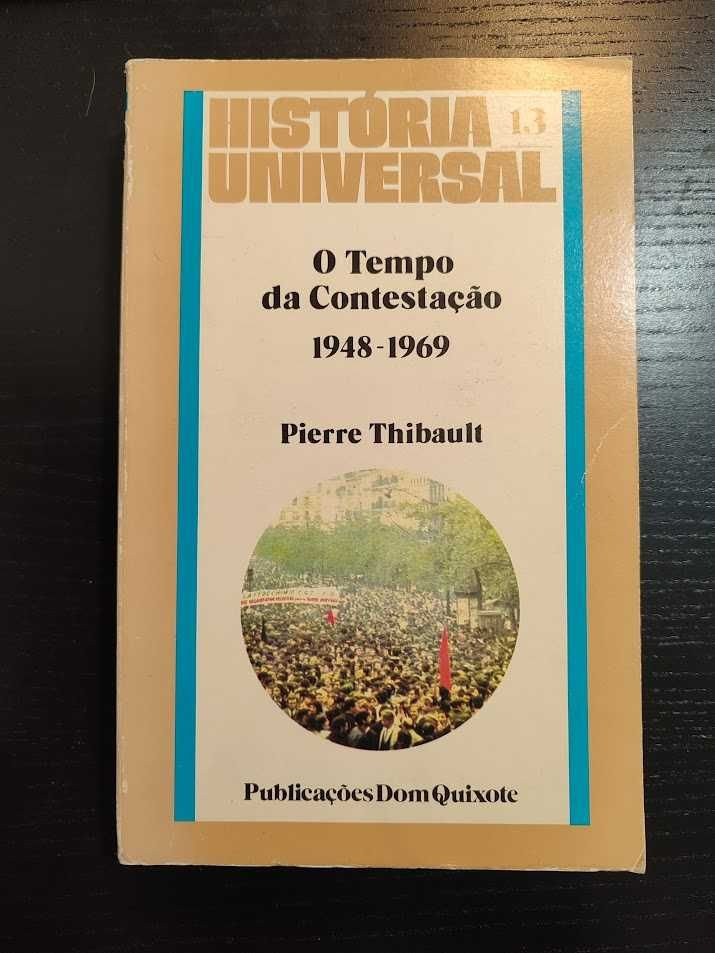 HISTÓRIA 13
UNIVERSAL
O Tempo
da Contestação
1948-1969
Pierre Thibault
Publicações Dom Quixote